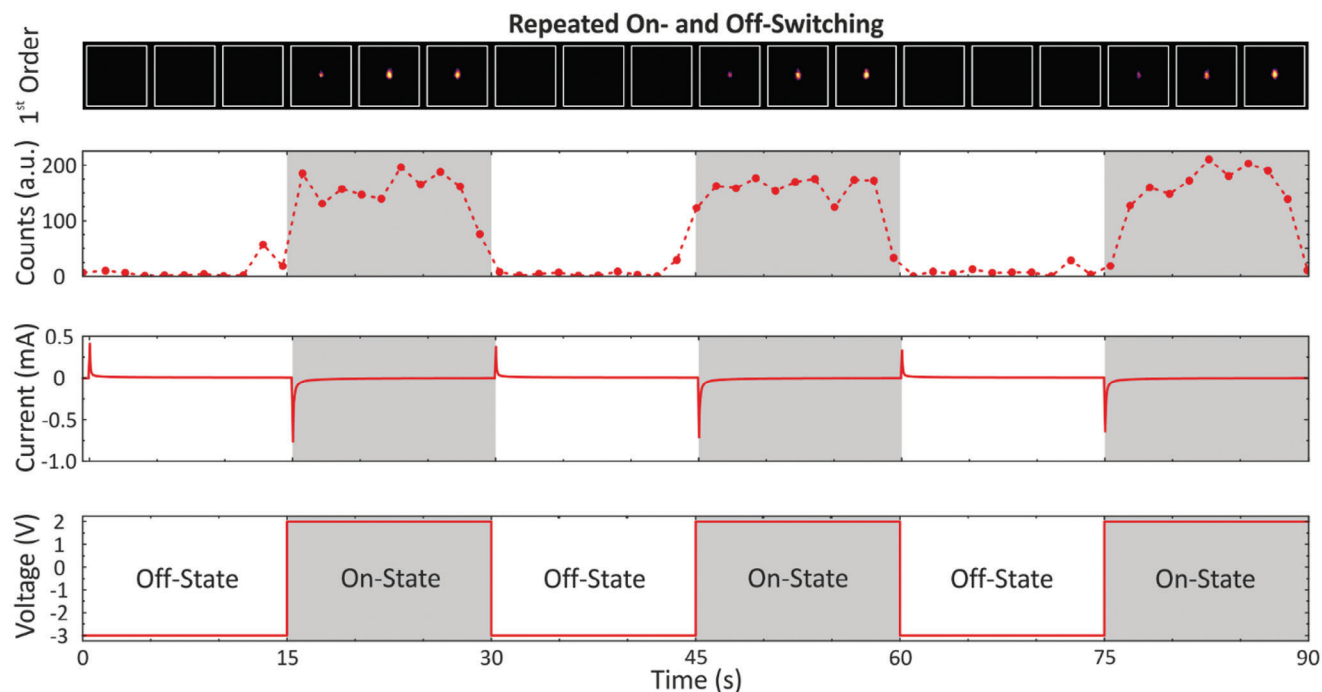 Repeated On- and Off-Switching
1st Order
Counts (a.u.)
200
100
0
Current (mA)
0.5
0
-0.5
-1.0
Voltage (V)
2
1
0
-1
-2
-3
Off-State
On-State
Off-State
On-State
Off-State
On-State
0
15
30
45
60
75
90
Time (s)